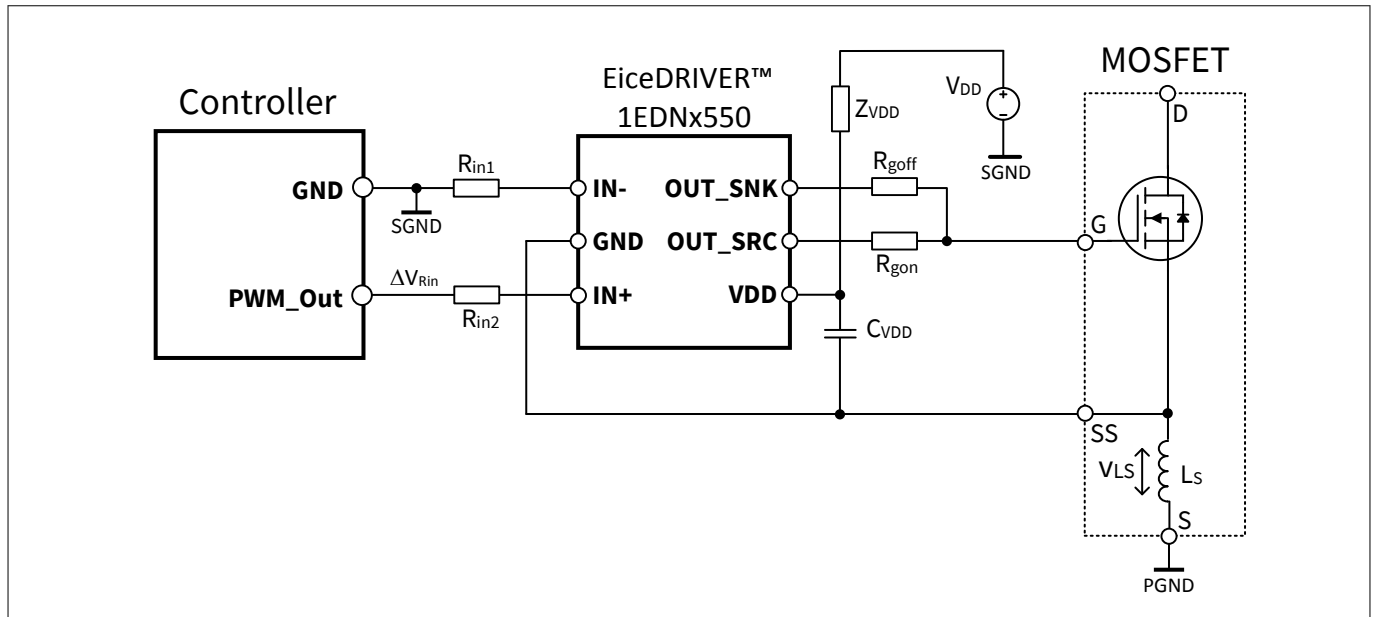 Controller
EiceDRIVER™
1EDNx550
MOSFET
VDD
ZVDD
SGND
D
GND
SGND
Rin1
IN-
OUT_SNK
Rgoff
GND
OUT_SRC
Rgon
G
PWM_Out
ΔVRin
Rin2
IN+
VDD
CVDD
SS
vLS
LS
S
PGND